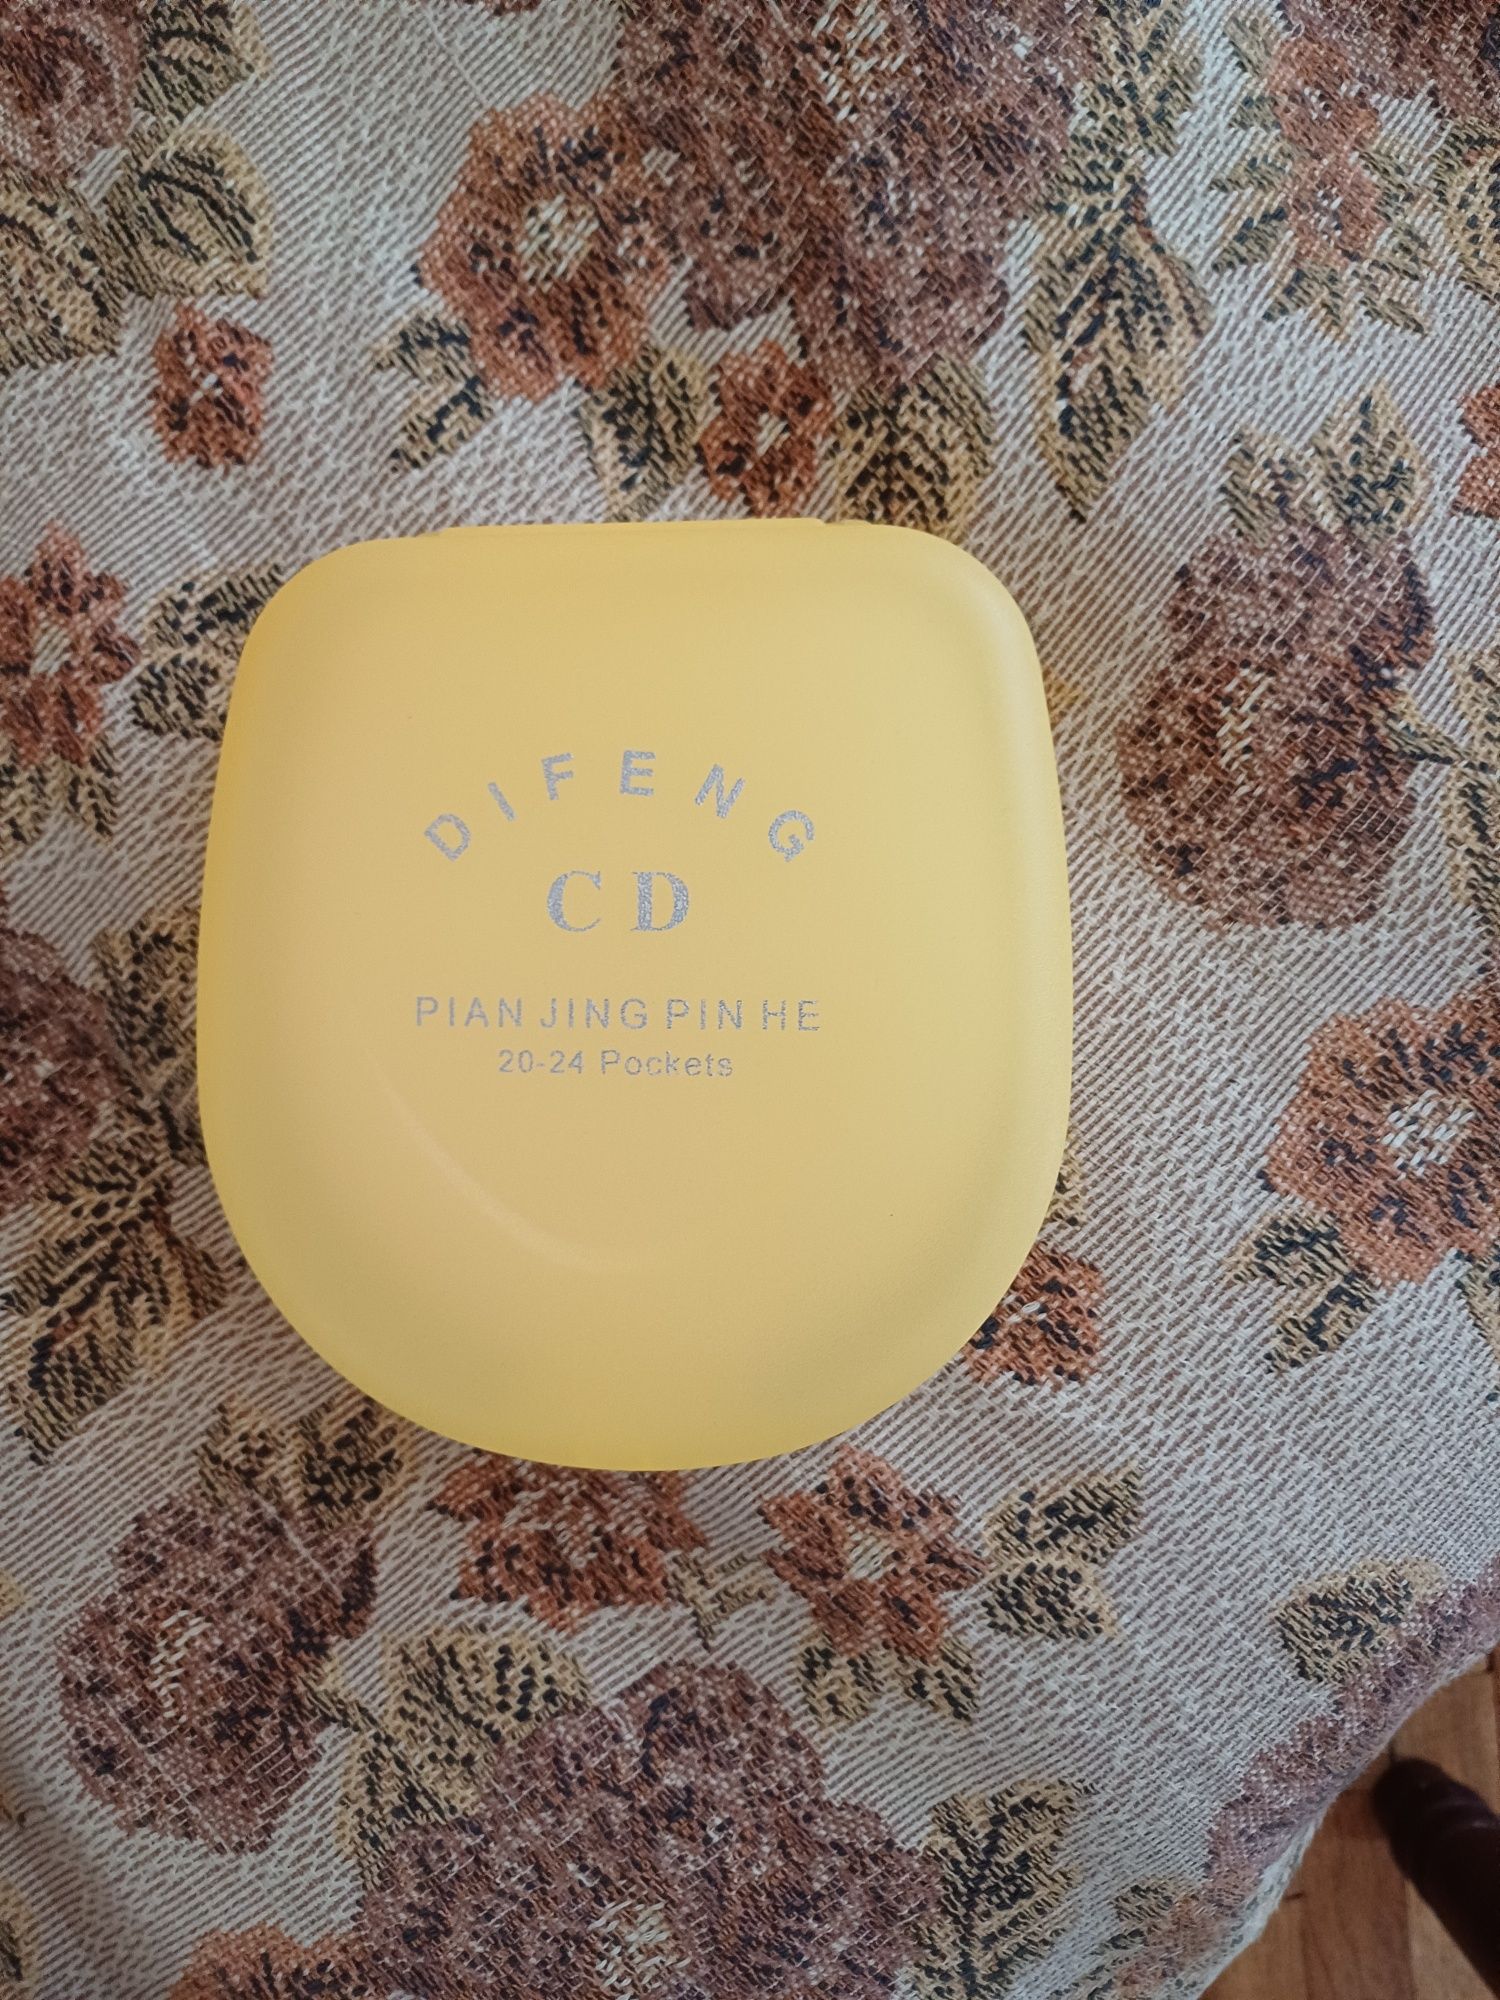 DIFENG
CD
PIAN JING PIN HE
20-24 Pockets